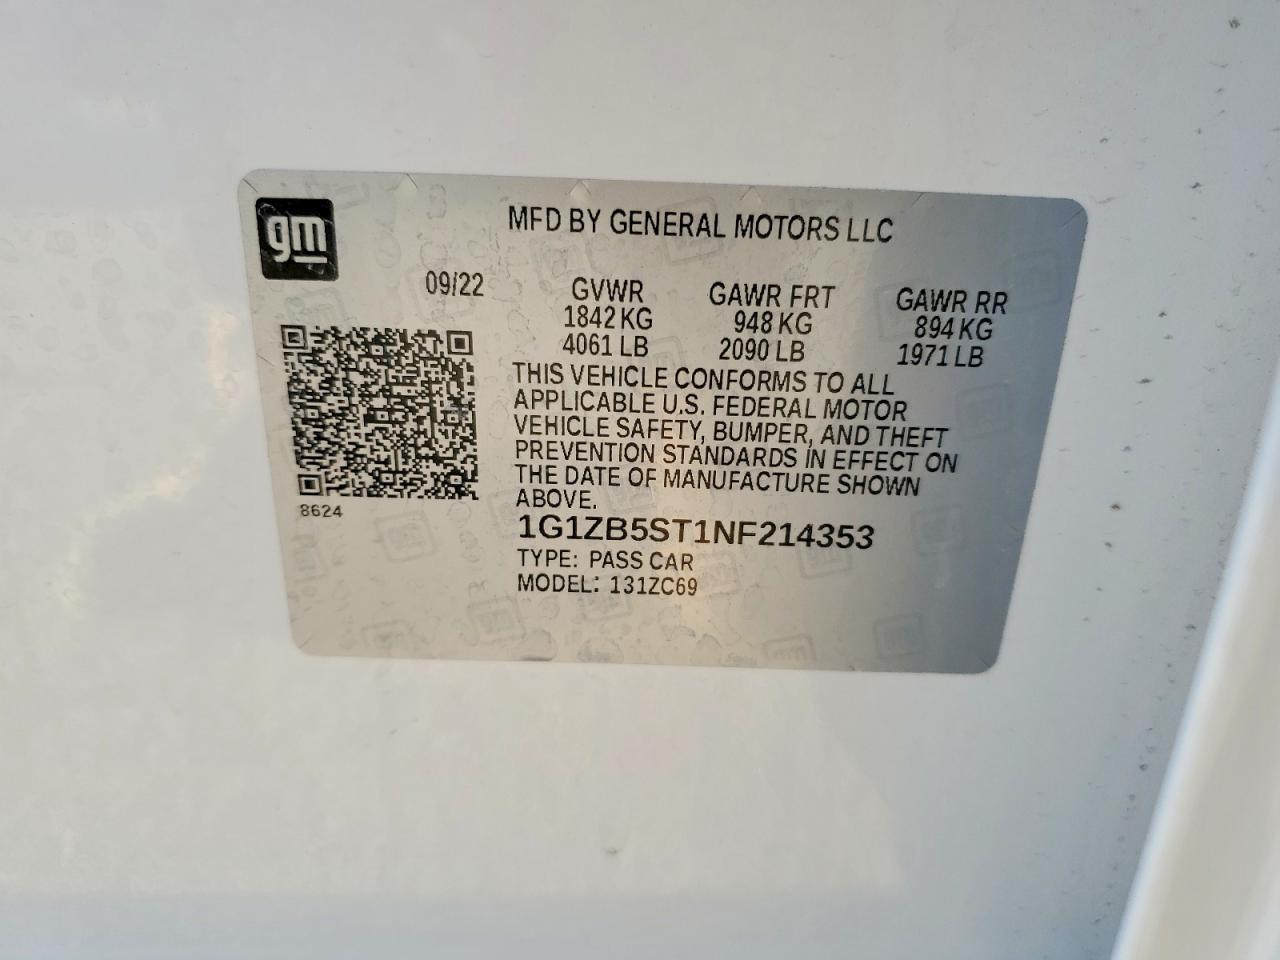 gm
MFD BY GENERAL MOTORS LLC
09/22
GVWR GAWR FRT GAWR RR
1842 KG 948 KG 894 KG
4061 LB 2090 LB 1971 LB
THIS VEHICLE CONFORMS TO ALL
APPLICABLE U.S. FEDERAL MOTOR
VEHICLE SAFETY, BUMPER, AND THEFT
PREVENTION STANDARDS IN EFFECT ON
THE DATE OF MANUFACTURE SHOWN
ABOVE.
8624
1G1ZB5ST1NF214353
TYPE: PASS CAR
MODEL: 131ZC69